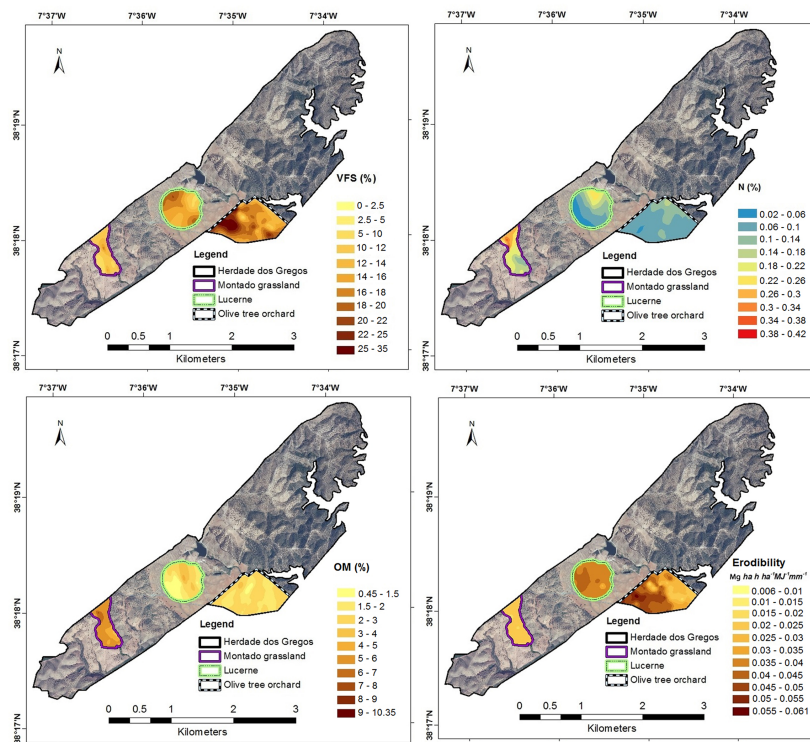 7°37'W 7°36'W 7°35'W 7°34'W
N
38°19'N
38°18'N
38°17'N
VFS (%)
0 - 2.5
2.5 - 5
5 - 10
10 - 12
12 - 14
14 - 16
16 - 18
18 - 20
20 - 22
22 - 25
25 - 35
Legend
Herdade dos Gregos
Montado grassland
Lucerne
Olive tree orchard
0 0.5 1 2 3
Kilometers
7°37'W 7°36'W 7°35'W 7°34'W
N
38°19'N
38°18'N
38°17'N
N (%)
0.02 - 0.06
0.06 - 0.1
0.1 - 0.14
0.14 - 0.18
0.18 - 0.22
0.22 - 0.26
0.26 - 0.3
0.3 - 0.34
0.34 - 0.38
0.38 - 0.42
Legend
Herdade dos Gregos
Montado grassland
Lucerne
Olive tree orchard
0 0.5 1 2 3
Kilometers
7°37'W 7°36'W 7°35'W 7°34'W
N
38°19'N
38°18'N
38°17'N
OM (%)
0.45 - 1.5
1.5 - 2
2 - 3
3 - 4
4 - 5
5 - 6
6 - 7
7 - 8
8 - 9
9 - 10.35
Legend
Herdade dos Gregos
Montado grassland
Lucerne
Olive tree orchard
0 0.5 1 2 3
Kilometers
7°37'W 7°36'W 7°35'W 7°34'W
N
38°19'N
38°18'N
38°17'N
Erodibility
Mg ha h ha⁻¹MJ⁻¹mm⁻¹
0.006 - 0.01
0.01 - 0.015
0.015 - 0.02
0.02 - 0.025
0.025 - 0.03
0.03 - 0.035
0.035 - 0.04
0.04 - 0.045
0.045 - 0.05
0.05 - 0.055
0.055 - 0.061
Legend
Herdade dos Gregos
Montado grassland
Lucerne
Olive tree orchard
0 0.5 1 2 3
Kilometers